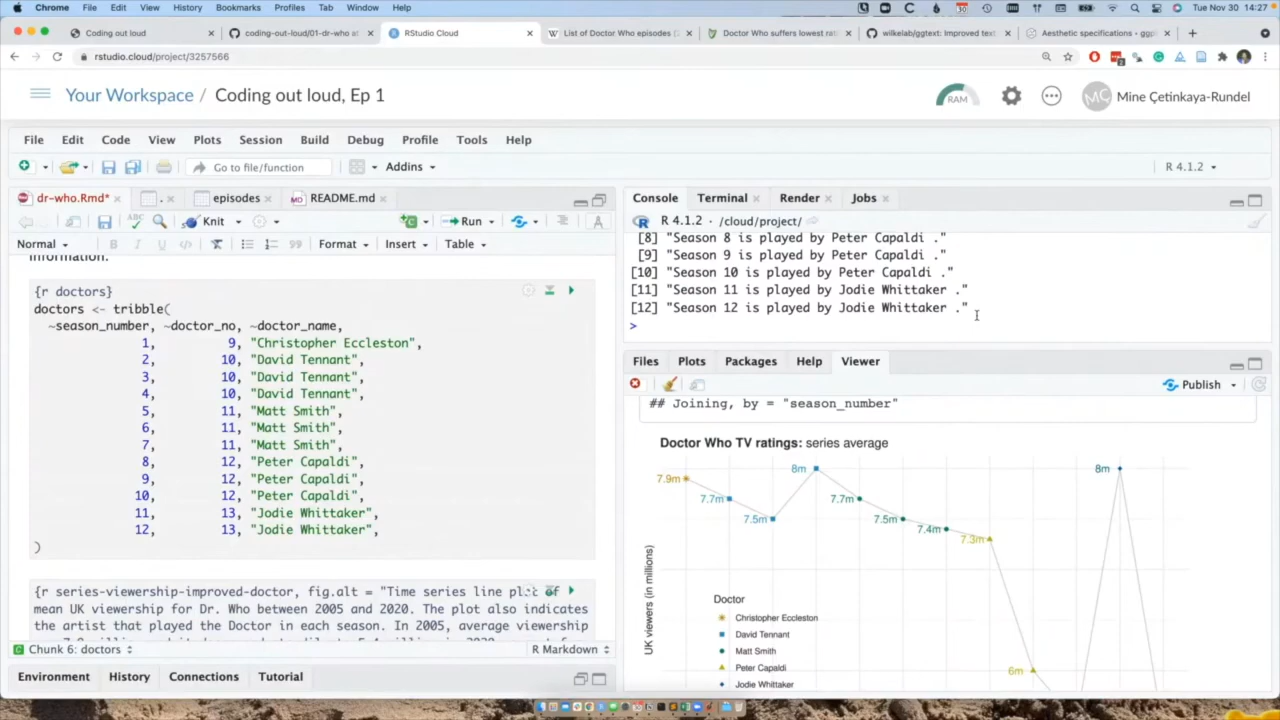 Chrome File Edit View History Bookmarks Profiles Tab Window Help Tue Nov 30 14:27
Coding out loud
coding-out-loud/01-dr-who at
RStudio Cloud
List of Doctor Who episodes (2
Doctor Who suffers lowest rat
wilkelab/ggtext: Improved text
Aesthetic specifications • ggp
rstudio.cloud/project/3257566
Your Workspace / Coding out loud, Ep 1
RAM
MÇ Mine Çetinkaya-Rundel
File Edit Code View Plots Session Build Debug Profile Tools Help
Go to file/function Addins R 4.1.2
dr-who.Rmd* . episodes README.md
Knit Run
Normal B I U Format Insert Table
information.
{r doctors}
doctors <- tribble(
~season_number, ~doctor_no, ~doctor_name,
1, 9, "Christopher Eccleston",
2, 10, "David Tennant",
3, 10, "David Tennant",
4, 10, "David Tennant",
5, 11, "Matt Smith",
6, 11, "Matt Smith",
7, 11, "Matt Smith",
8, 12, "Peter Capaldi",
9, 12, "Peter Capaldi",
10, 12, "Peter Capaldi",
11, 13, "Jodie Whittaker",
12, 13, "Jodie Whittaker",
)
{r series-viewership-improved-doctor, fig.alt = "Time series line plot of
mean UK viewership for Dr. Who between 2005 and 2020. The plot also indicates
the artist that played the Doctor in each season. In 2005, average viewership
Chunk 6: doctors R Markdown
Environment History Connections Tutorial
Console Terminal Render Jobs
R 4.1.2 · /cloud/project/
[8] "Season 8 is played by Peter Capaldi ."
[9] "Season 9 is played by Peter Capaldi ."
[10] "Season 10 is played by Peter Capaldi ."
[11] "Season 11 is played by Jodie Whittaker ."
[12] "Season 12 is played by Jodie Whittaker ."
>
Files Plots Packages Help Viewer
Publish
## Joining, by = "season_number"
Doctor Who TV ratings: series average
7.9m
7.7m
7.5m
8m
7.7m
7.5m
7.4m
7.3m
6m
8m
UK viewers (in millions)
Doctor
Christopher Eccleston
David Tennant
Matt Smith
Peter Capaldi
Jodie Whittaker